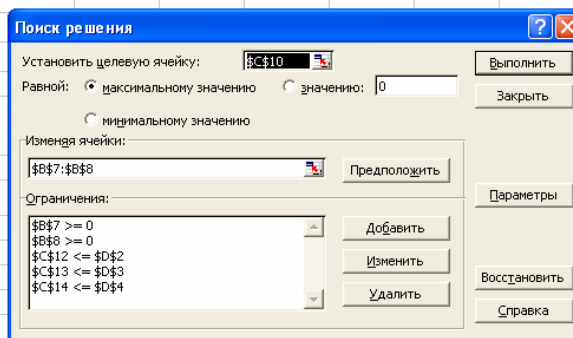 Поиск решения
Установить целевую ячейку: $C$10 Выполнить
Равной: максимальному значению значению: 0 Закрыть
минимальному значению
Изменяя ячейки:
$B$7:$B$8 Предположить
Ограничения: Параметры
$B$7 >= 0 Добавить
$B$8 >= 0
$C$12 <= $D$2 Изменить
$C$13 <= $D$3 Восстановить
$C$14 <= $D$4 Удалить
Справка